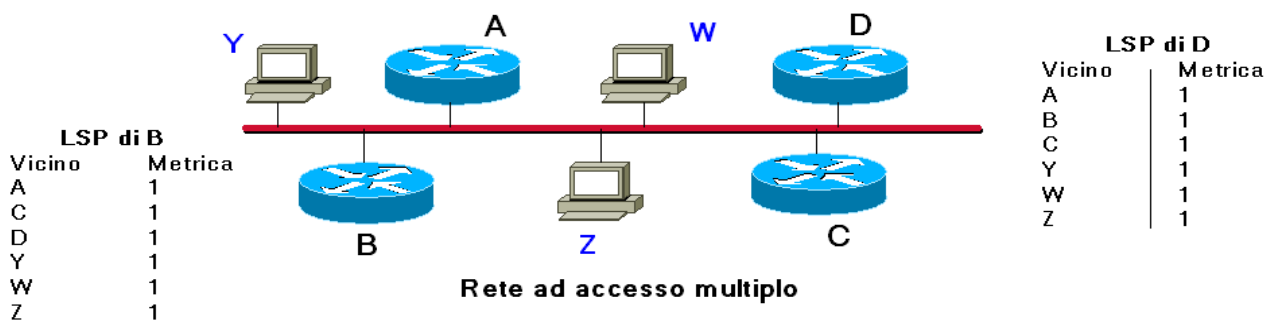 Y
A
W
D
LSP di D
Vicino Metrica
A 1
B 1
C 1
Y 1
W 1
Z 1
LSP di B
Vicino Metrica
A 1
C 1
D 1
Y 1
W 1
Z 1
B
Z
C
Rete ad accesso multiplo